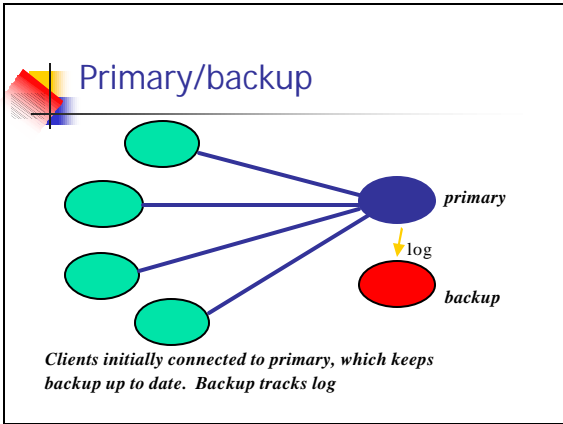 Primary/backup
primary
log
backup
Clients initially connected to primary, which keeps
backup up to date.  Backup tracks log